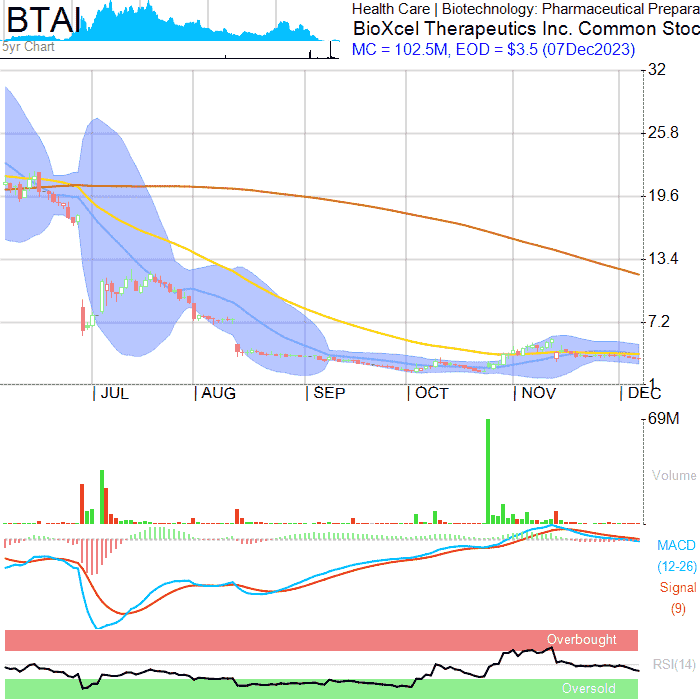 BTAI
5yr Chart
Health Care | Biotechnology: Pharmaceutical Prepara
BioXcel Therapeutics Inc. Common Stoc
MC = 102.5M, EOD = $3.5 (07Dec2023)
32
25.8
19.6
13.4
7.2
1
| JUL | AUG | SEP | OCT | NOV | DEC
69M
Volume
MACD
(12-26)
Signal
(9)
Overbought
RSI(14)
Oversold